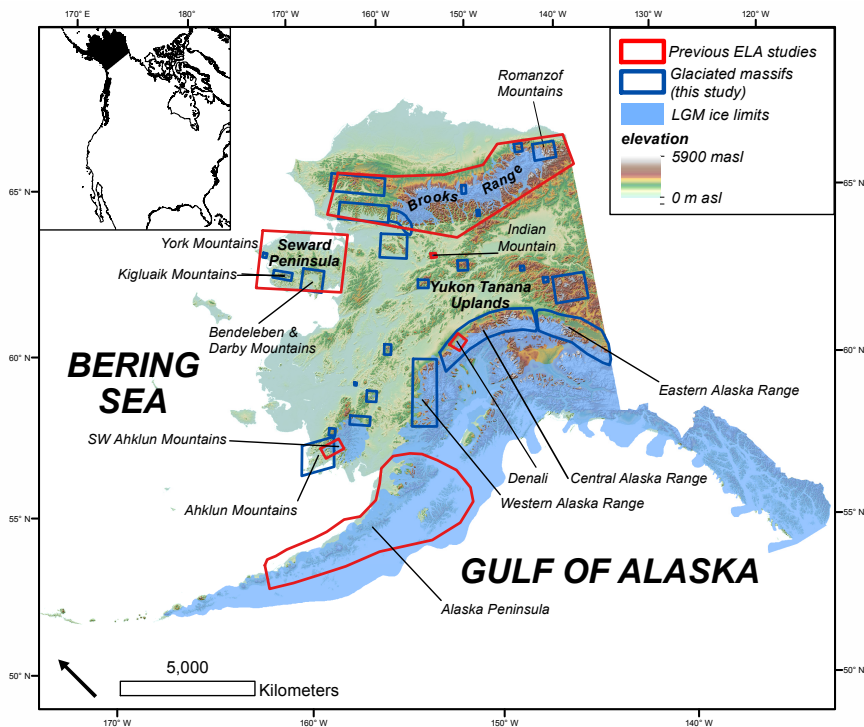 170° E
180°
160° W
150° W
140° W
120° W
Previous ELA studies
Glaciated massifs
(this study)
LGM ice limits
elevation
5900 masl
0 m asl
Romanzof
Mountains
65° N
65° N
Brooks
Range
York Mountains
Seward
Peninsula
Indian
Mountain
Kigluaik Mountains
Yukon Tanana
Uplands
Bendeleben &
Darby Mountains
60° N
60° N
BERING
SEA
Eastern Alaska Range
SW Ahklun Mountains
Denali
Central Alaska Range
Western Alaska Range
Ahklun Mountains
55° N
55° N
GULF OF ALASKA
Alaska Peninsula
50° N
50° N
5,000
Kilometers
170° W
160° W
150° W
140° W